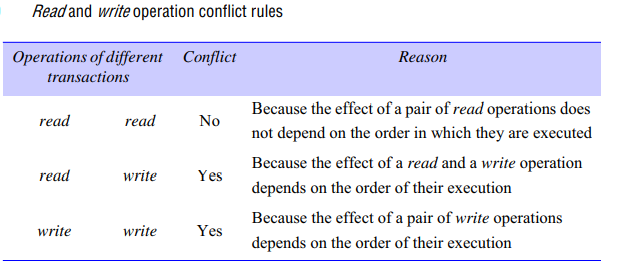 Read and write operation conflict rules
Operations of different Conflict Reason
transactions
Because the effect of a pair of read operations does
read read No
not depend on the order in which they are executed
Because the effect of a read and a write operation
read write Yes
depends on the order of their execution
Because the effect of a pair of write operations
write write Yes
depends on the order of their execution